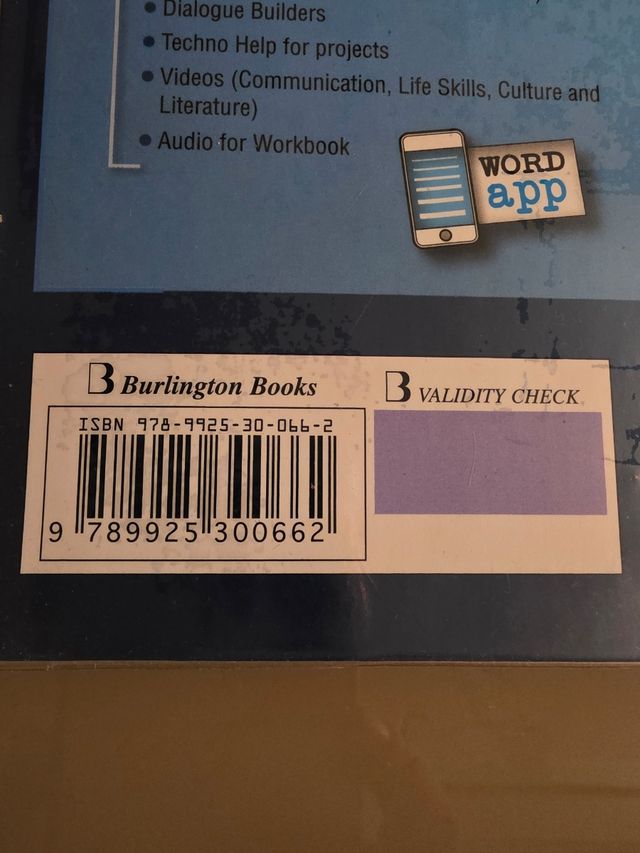 • Dialogue Builders
• Techno Help for projects
• Videos (Communication, Life Skills, Culture and
Literature)
• Audio for Workbook
WORD
app
B Burlington Books
B VALIDITY CHECK
ISBN 978-9925-30-066-2
9 789925 300662